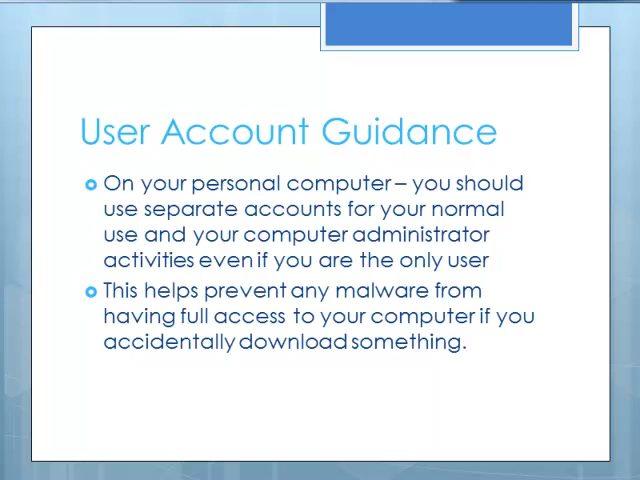 User Account Guidance
On your personal computer – you should
use separate accounts for your normal
use and your computer administrator
activities even if you are the only user
This helps prevent any malware from
having full access to your computer if you
accidentally download something.